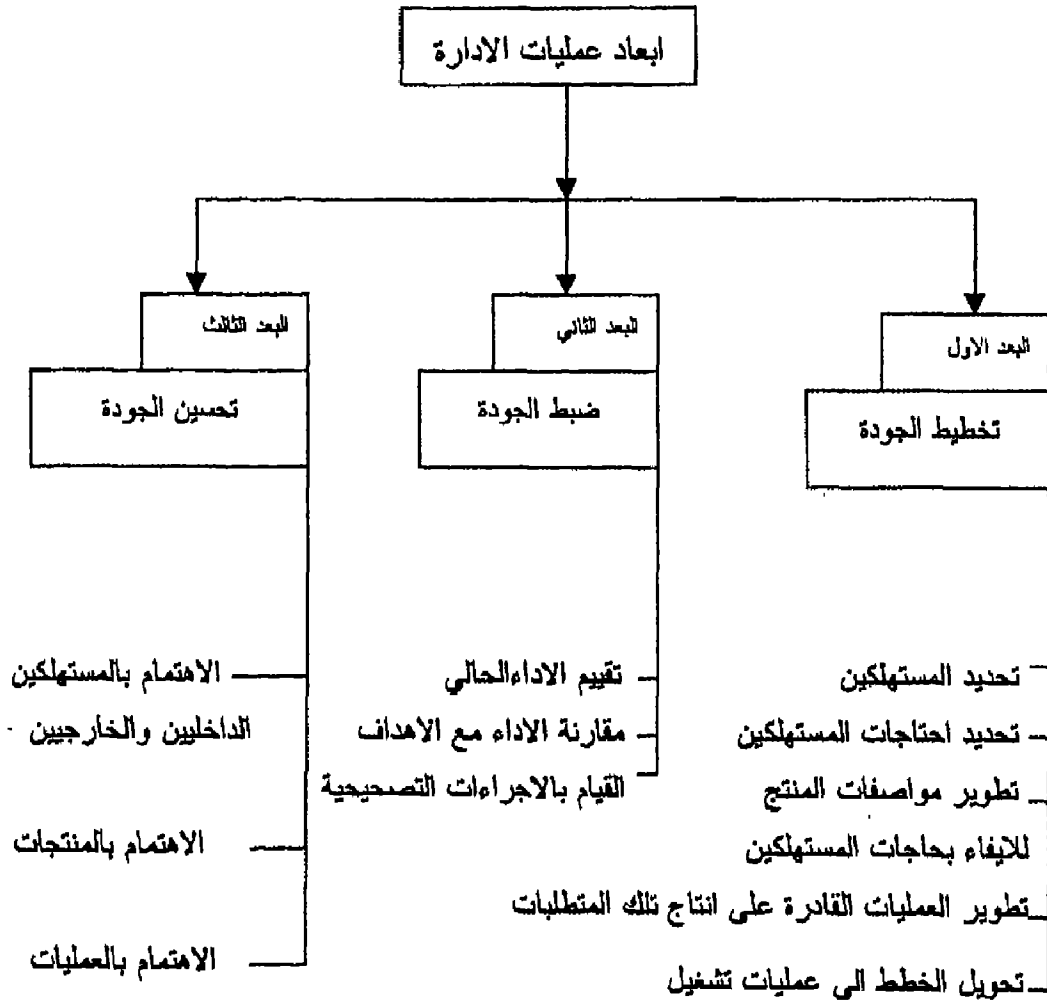 ابعاد عمليات الادارة
البعد الاول
تخطيط الجودة
تحديد المستهلكين
تحديد احتاجات المستهلكين
تطوير مواصفات المنتج
للايفاء بحاجات المستهلكين
تطوير العمليات القادرة على انتاج تلك المتطلبات
تحويل الخطط الى عمليات تشغيل
البعد الثاني
ضبط الجودة
تقييم الاداءالحالي
مقارنة الاداء مع الاهداف
القيام بالاجراءات التصحيحية
البعد الثالث
تحسين الجودة
الاهتمام بالمستهلكين
الداخليين والخارجيين
الاهتمام بالمنتجات
الاهتمام بالعمليات